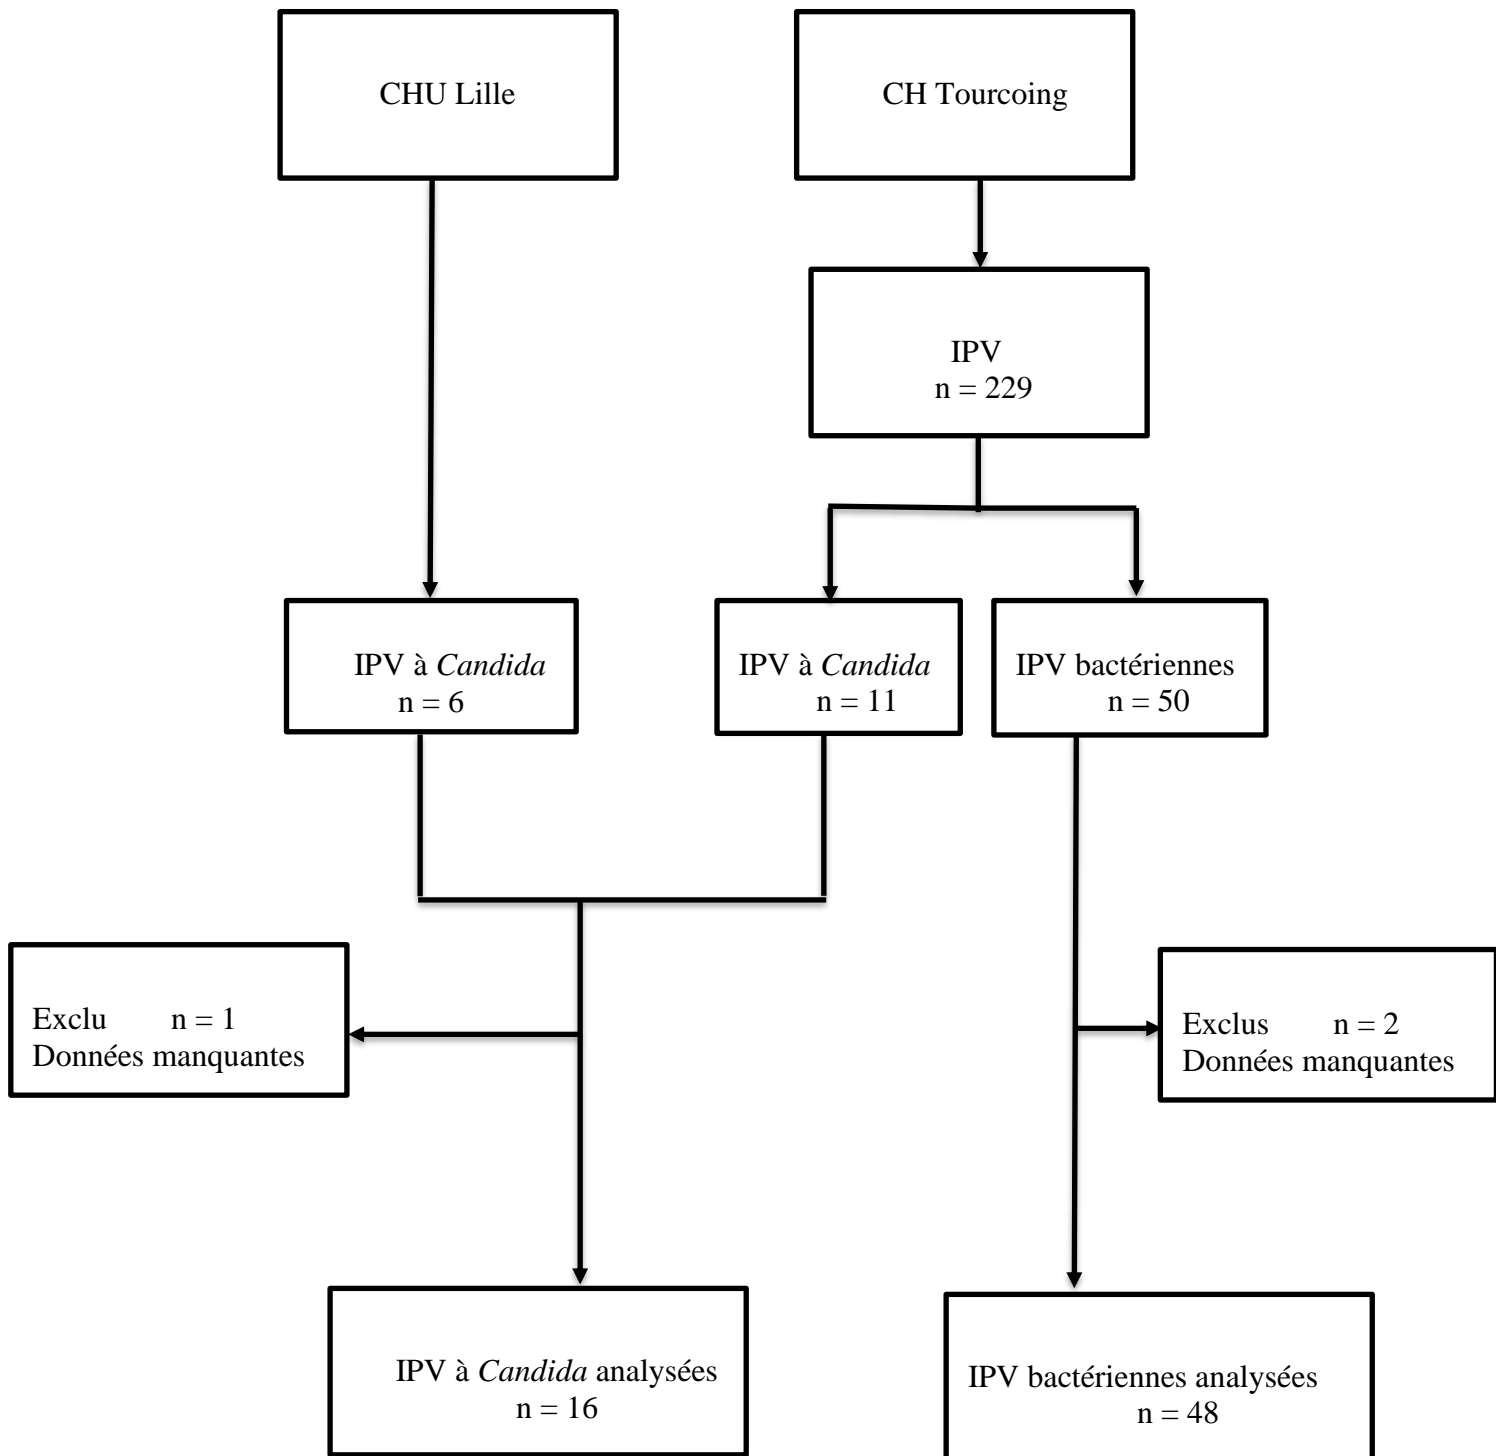 CHU Lille
CH Tourcoing
IPV
n = 229
IPV à Candida
n = 6
IPV à Candida
n = 11
IPV bactériennes
n = 50
Exclu n = 1
Données manquantes
Exclus n = 2
Données manquantes
IPV à Candida analysées
n = 16
IPV bactériennes analysées
n = 48